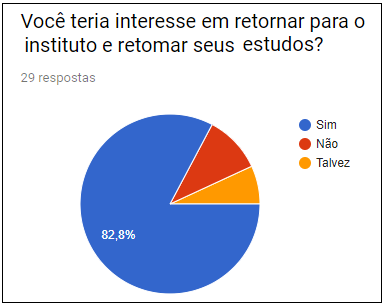 Você teria interesse em retornar para o
instituto e retomar seus estudos?
29 respostas
Sim
Não
Talvez
82,8%